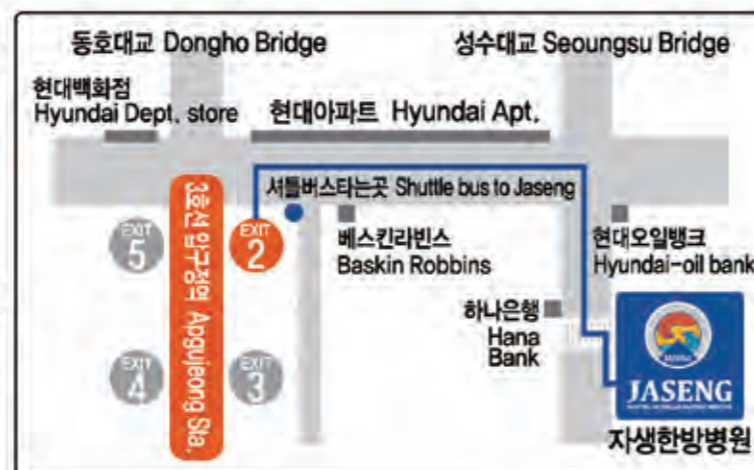 동호대교 Dongho Bridge
성수대교 Seoungsu Bridge
현대백화점
Hyundai Dept. store
현대아파트 Hyundai Apt.
셔틀버스타는곳 Shuttle bus to Jaseng
3호선 압구정역 Apgujeong Sta.
EXIT
5
EXIT
2
베스킨라빈스
Baskin Robbins
현대오일뱅크
Hyundai-oil bank
하나은행
Hana
Bank
EXIT
4
EXIT
3
JASENG
자생한방병원